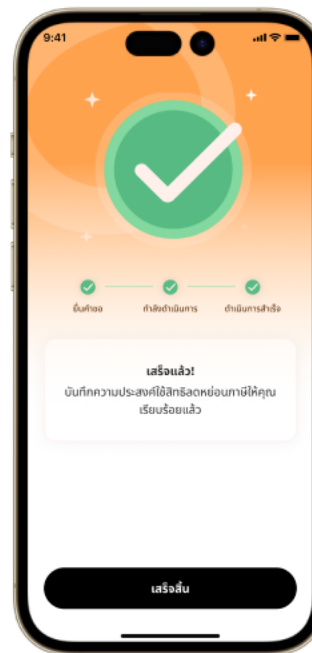 9:41
ยื่นคำขอ กำลังดำเนินการ ดำเนินการสำเร็จ
เสร็จแล้ว!
บันทึกความประสงค์ใช้สิทธิลดหย่อนภาษีให้คุณ
เรียบร้อยแล้ว
เสร็จสิ้น